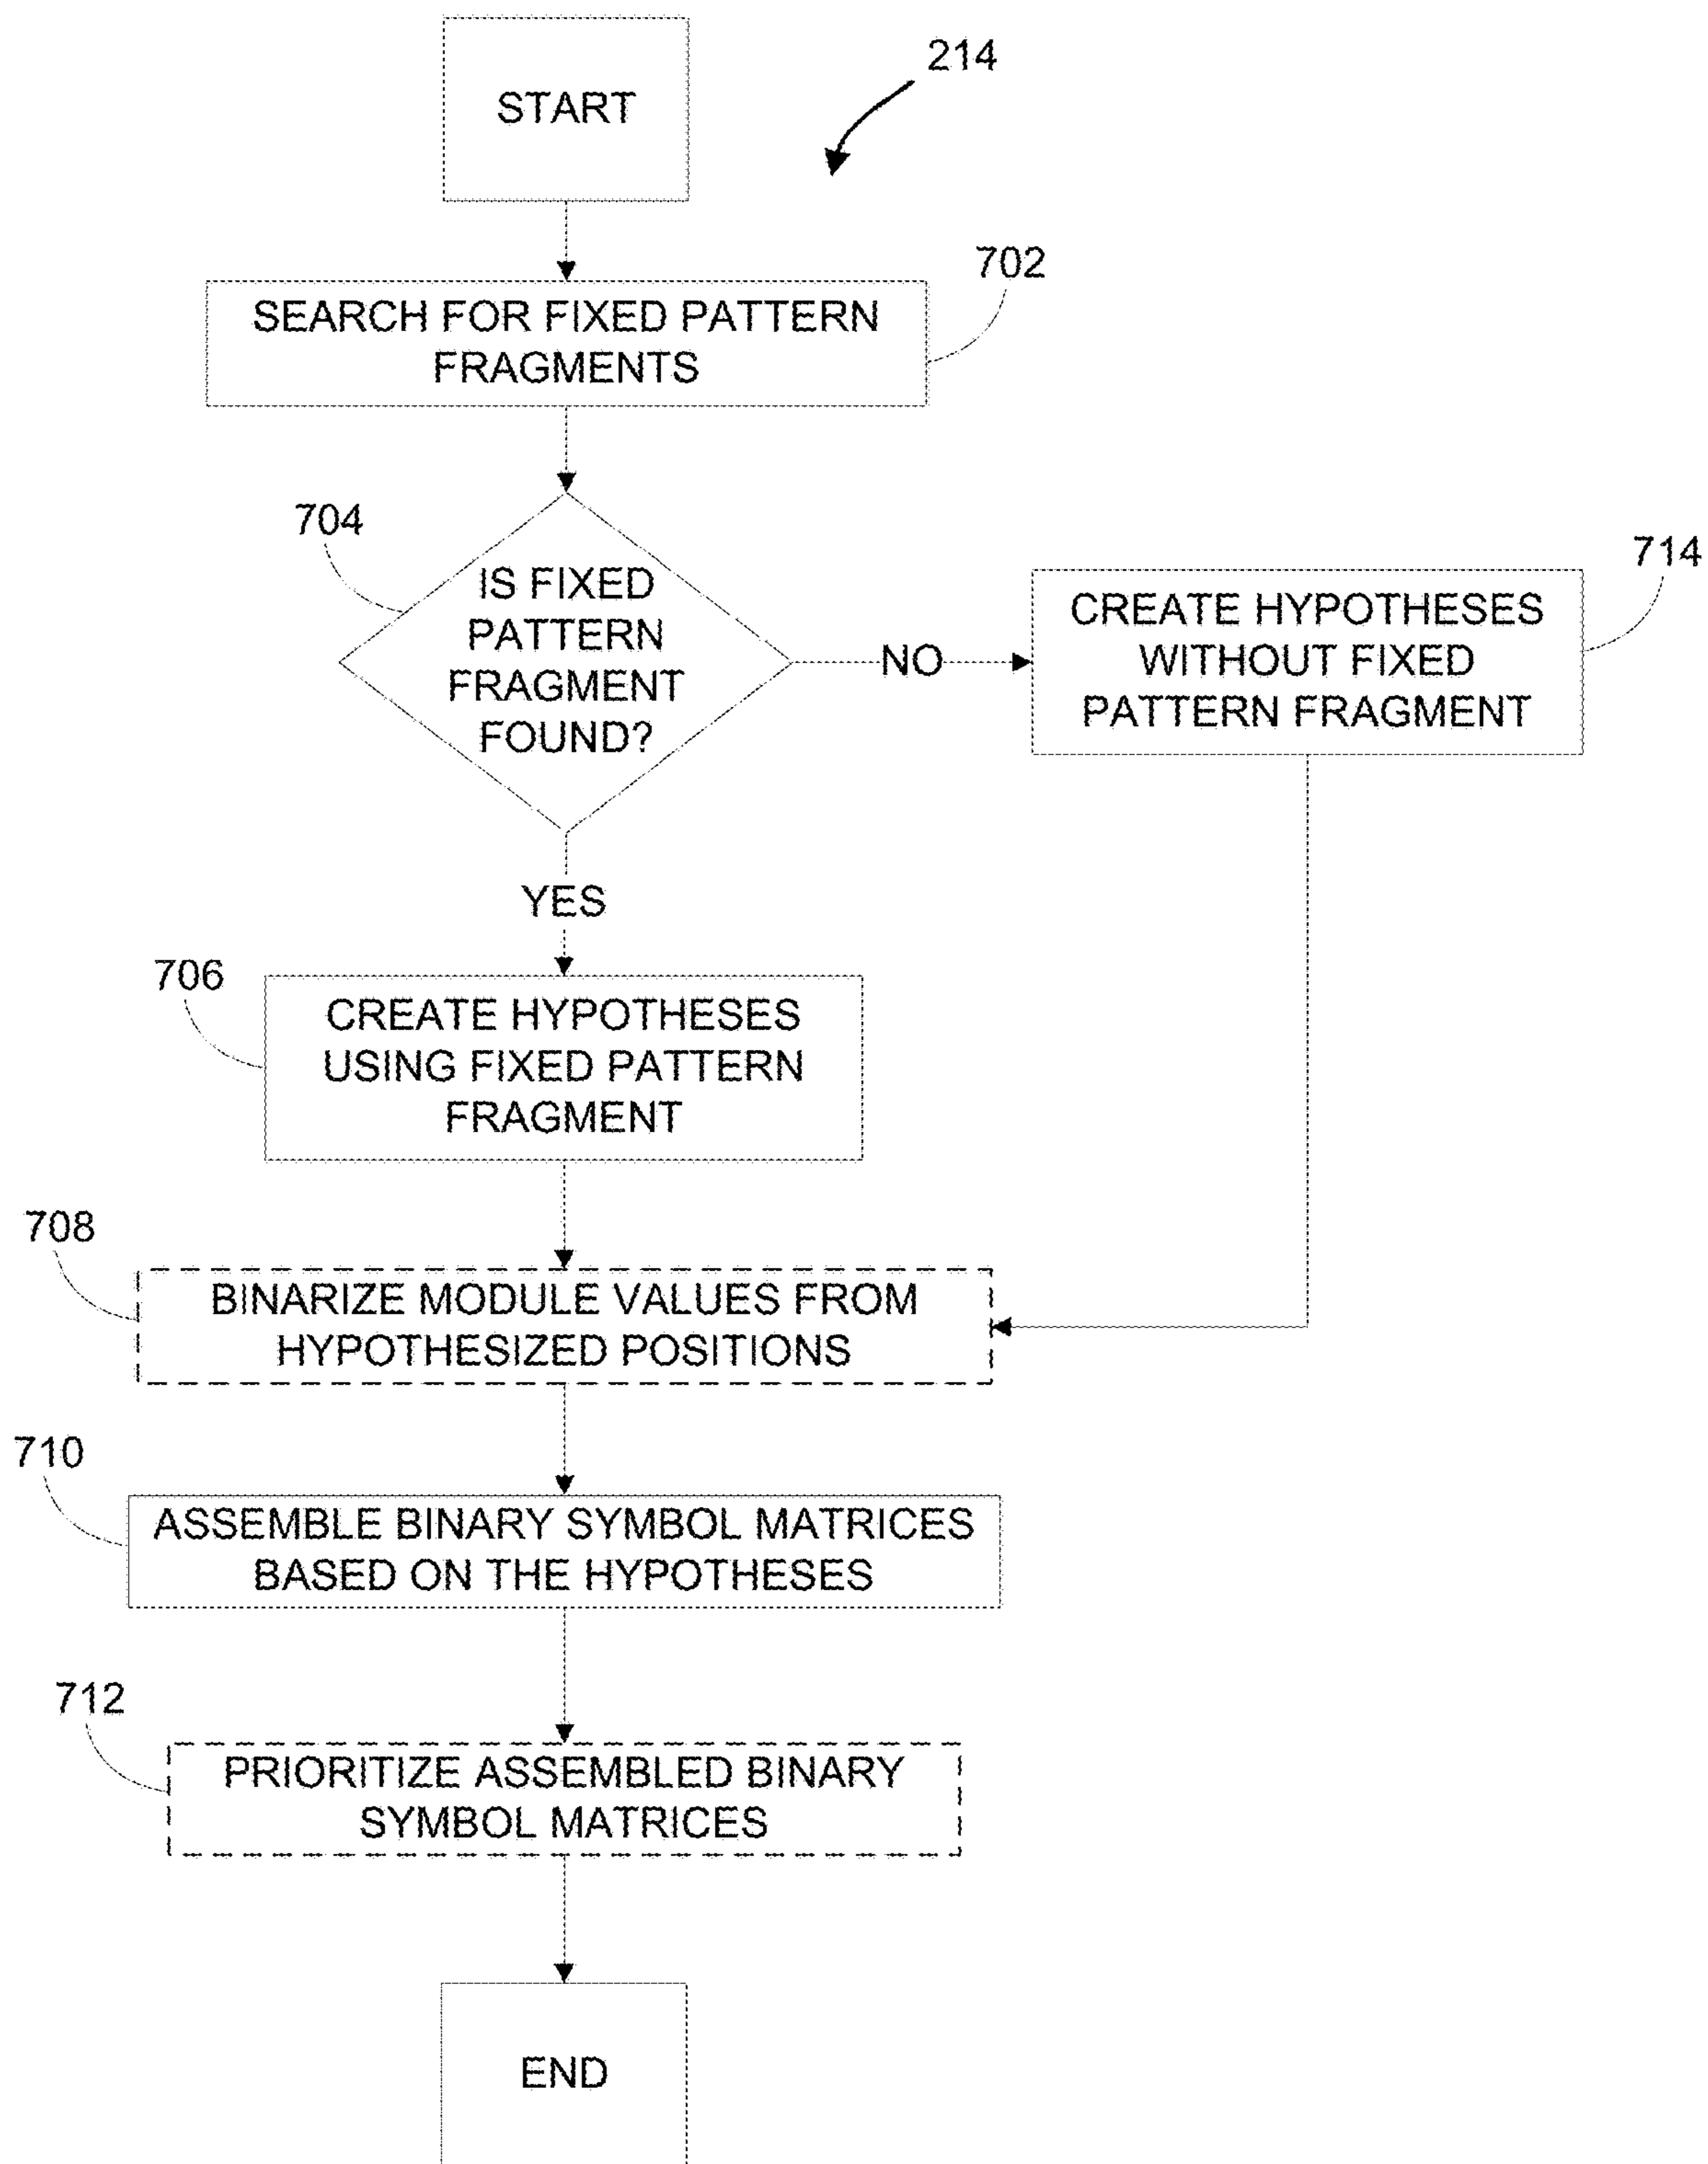 START
214
702
SEARCH FOR FIXED PATTERN
FRAGMENTS
704
IS FIXED
PATTERN
FRAGMENT
FOUND?
NO
714
CREATE HYPOTHESES
WITHOUT FIXED
PATTERN FRAGMENT
YES
706
CREATE HYPOTHESES
USING FIXED PATTERN
FRAGMENT
708
BINARIZE MODULE VALUES FROM
HYPOTHESIZED POSITIONS
710
ASSEMBLE BINARY SYMBOL MATRICES
BASED ON THE HYPOTHESES
712
PRIORITIZE ASSEMBLED BINARY
SYMBOL MATRICES
END